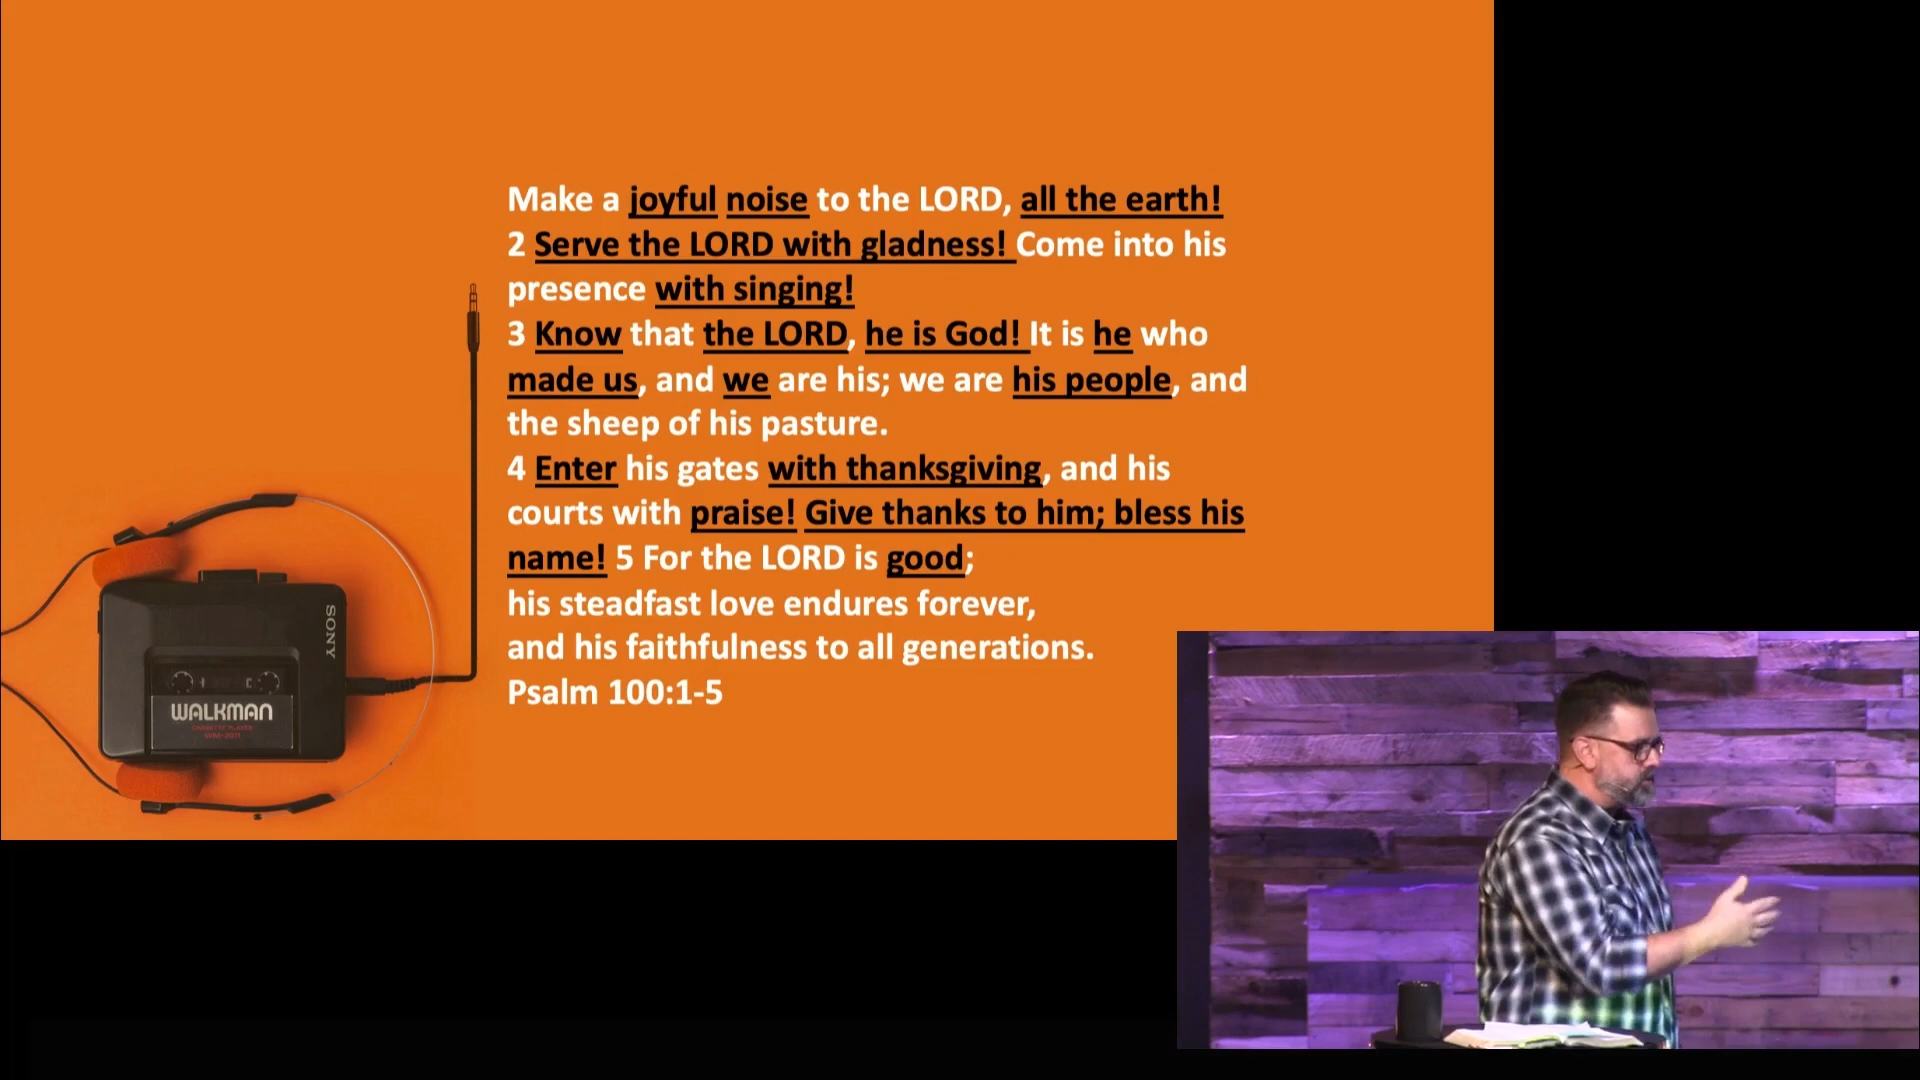 Make a joyful noise to the LORD, all the earth!
2 Serve the LORD with gladness! Come into his
presence with singing!
3 Know that the LORD, he is God! It is he who
made us, and we are his; we are his people, and
the sheep of his pasture.
4 Enter his gates with thanksgiving, and his
courts with praise! Give thanks to him; bless his
name! 5 For the LORD is good;
his steadfast love endures forever,
and his faithfulness to all generations.
Psalm 100:1-5
SONY
WALKMAN